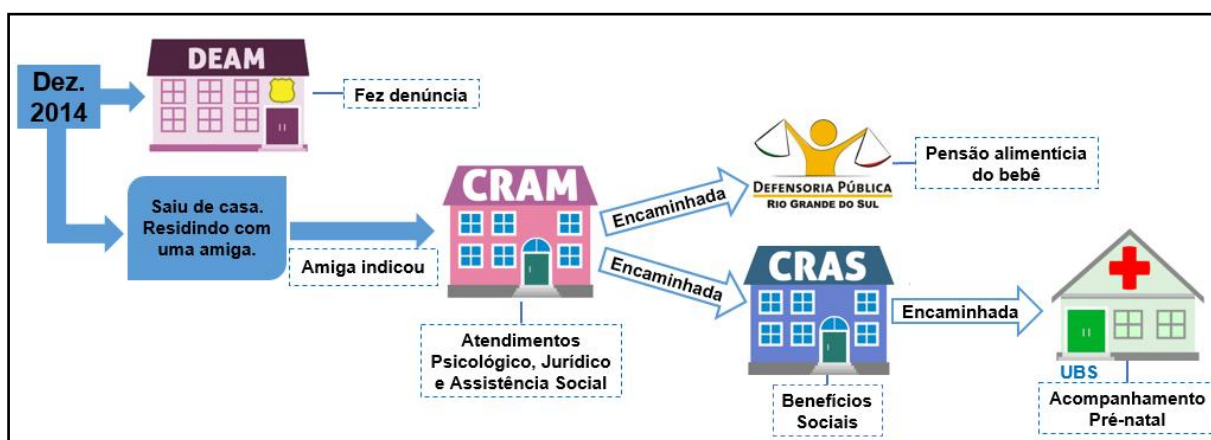 Dez.
2014
DEAM
Fez denúncia
Saiu de casa.
Residindo com
uma amiga.
Amiga indicou
CRAM
Atendimentos
Psicológico, Jurídico
e Assistência Social
Encaminhada
DEFENSORIA PÚBLICA
RIO GRANDE DO SUL
Pensão alimentícia
do bebê
Encaminhada
CRAS
Benefícios
Sociais
Encaminhada
UBS
Acompanhamento
Pré-natal